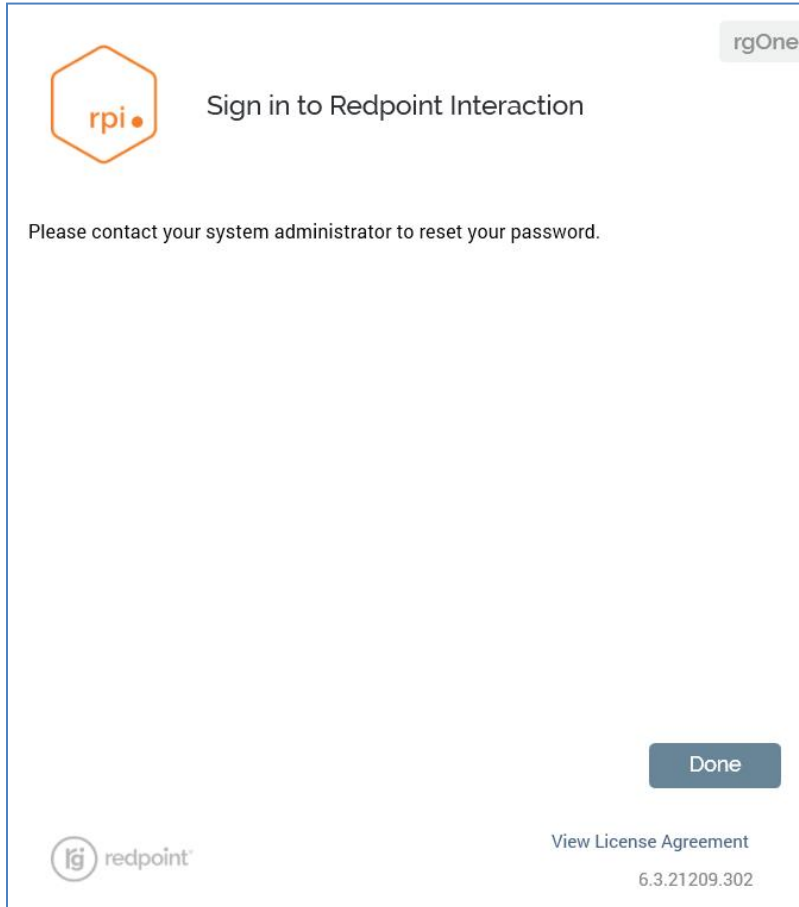 rgOne
rpi
Sign in to Redpoint Interaction
Please contact your system administrator to reset your password.
Done
View License Agreement
rg redpoint
6.3.21209.302